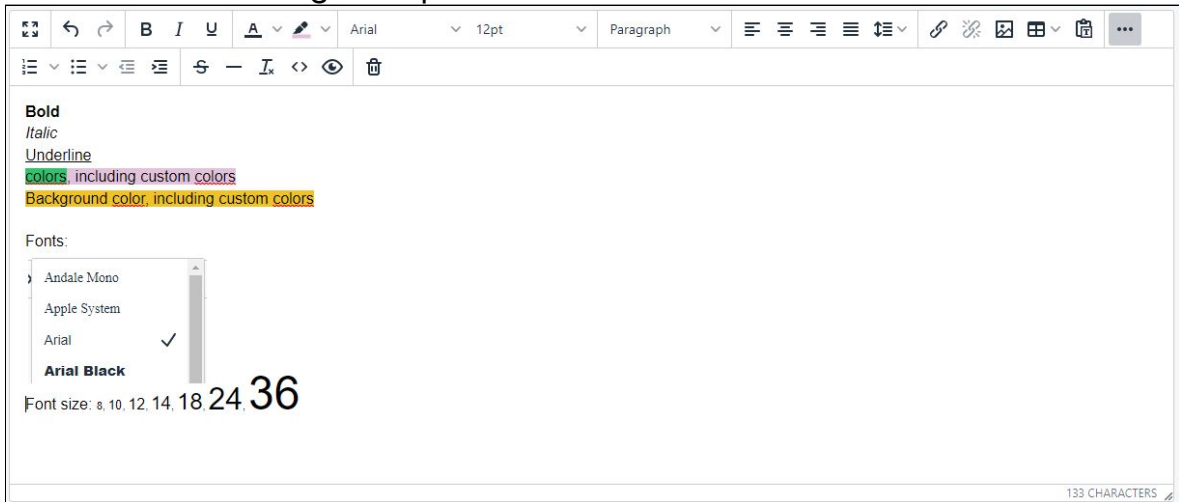 Arial 12pt Paragraph
Bold
Italic
Underline
colors, including custom colors
Background color, including custom colors
Fonts:
Andale Mono
Apple System
Arial
Arial Black
Font size: 8, 10, 12, 14, 18, 24, 36
133 CHARACTERS